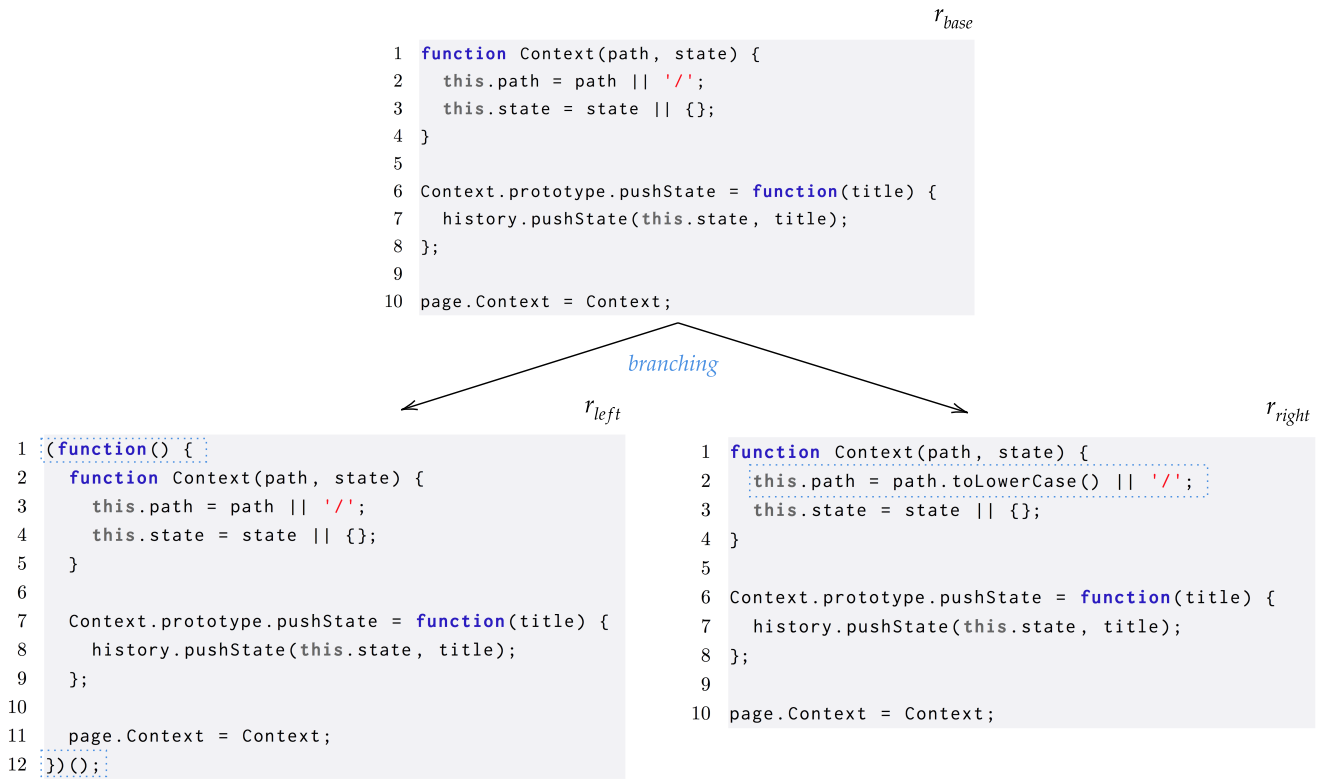 r_base
1 function Context(path, state) {
2   this.path = path || '/';
3   this.state = state || {};
4 }
5
6 Context.prototype.pushState = function(title) {
7   history.pushState(this.state, title);
8 };
9
10 page.Context = Context;
branching
r_left
1 (function() {
2   function Context(path, state) {
3     this.path = path || '/';
4     this.state = state || {};
5   }
6
7   Context.prototype.pushState = function(title) {
8     history.pushState(this.state, title);
9   };
10
11   page.Context = Context;
12 })();
r_right
1 function Context(path, state) {
2   this.path = path.toLowerCase() || '/';
3   this.state = state || {};
4 }
5
6 Context.prototype.pushState = function(title) {
7   history.pushState(this.state, title);
8 };
9
10 page.Context = Context;